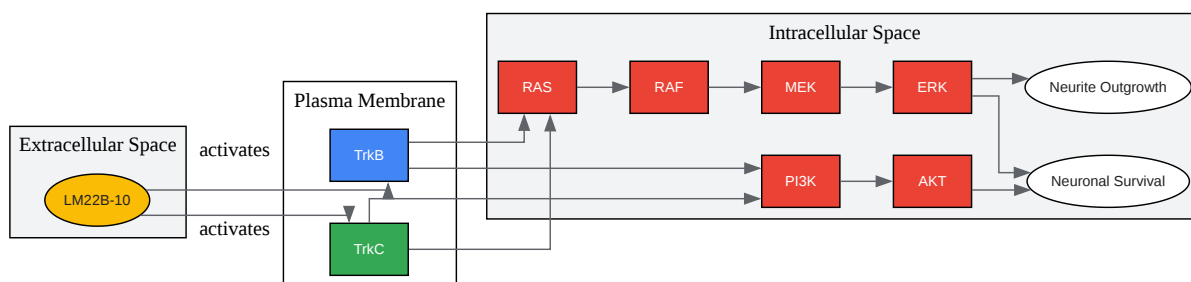 Intracellular Space
RAS
RAF
MEK
ERK
Neurite Outgrowth
Plasma Membrane
Extracellular Space
activates
TrkB
PI3K
AKT
Neuronal Survival
LM22B-10
activates
TrkC